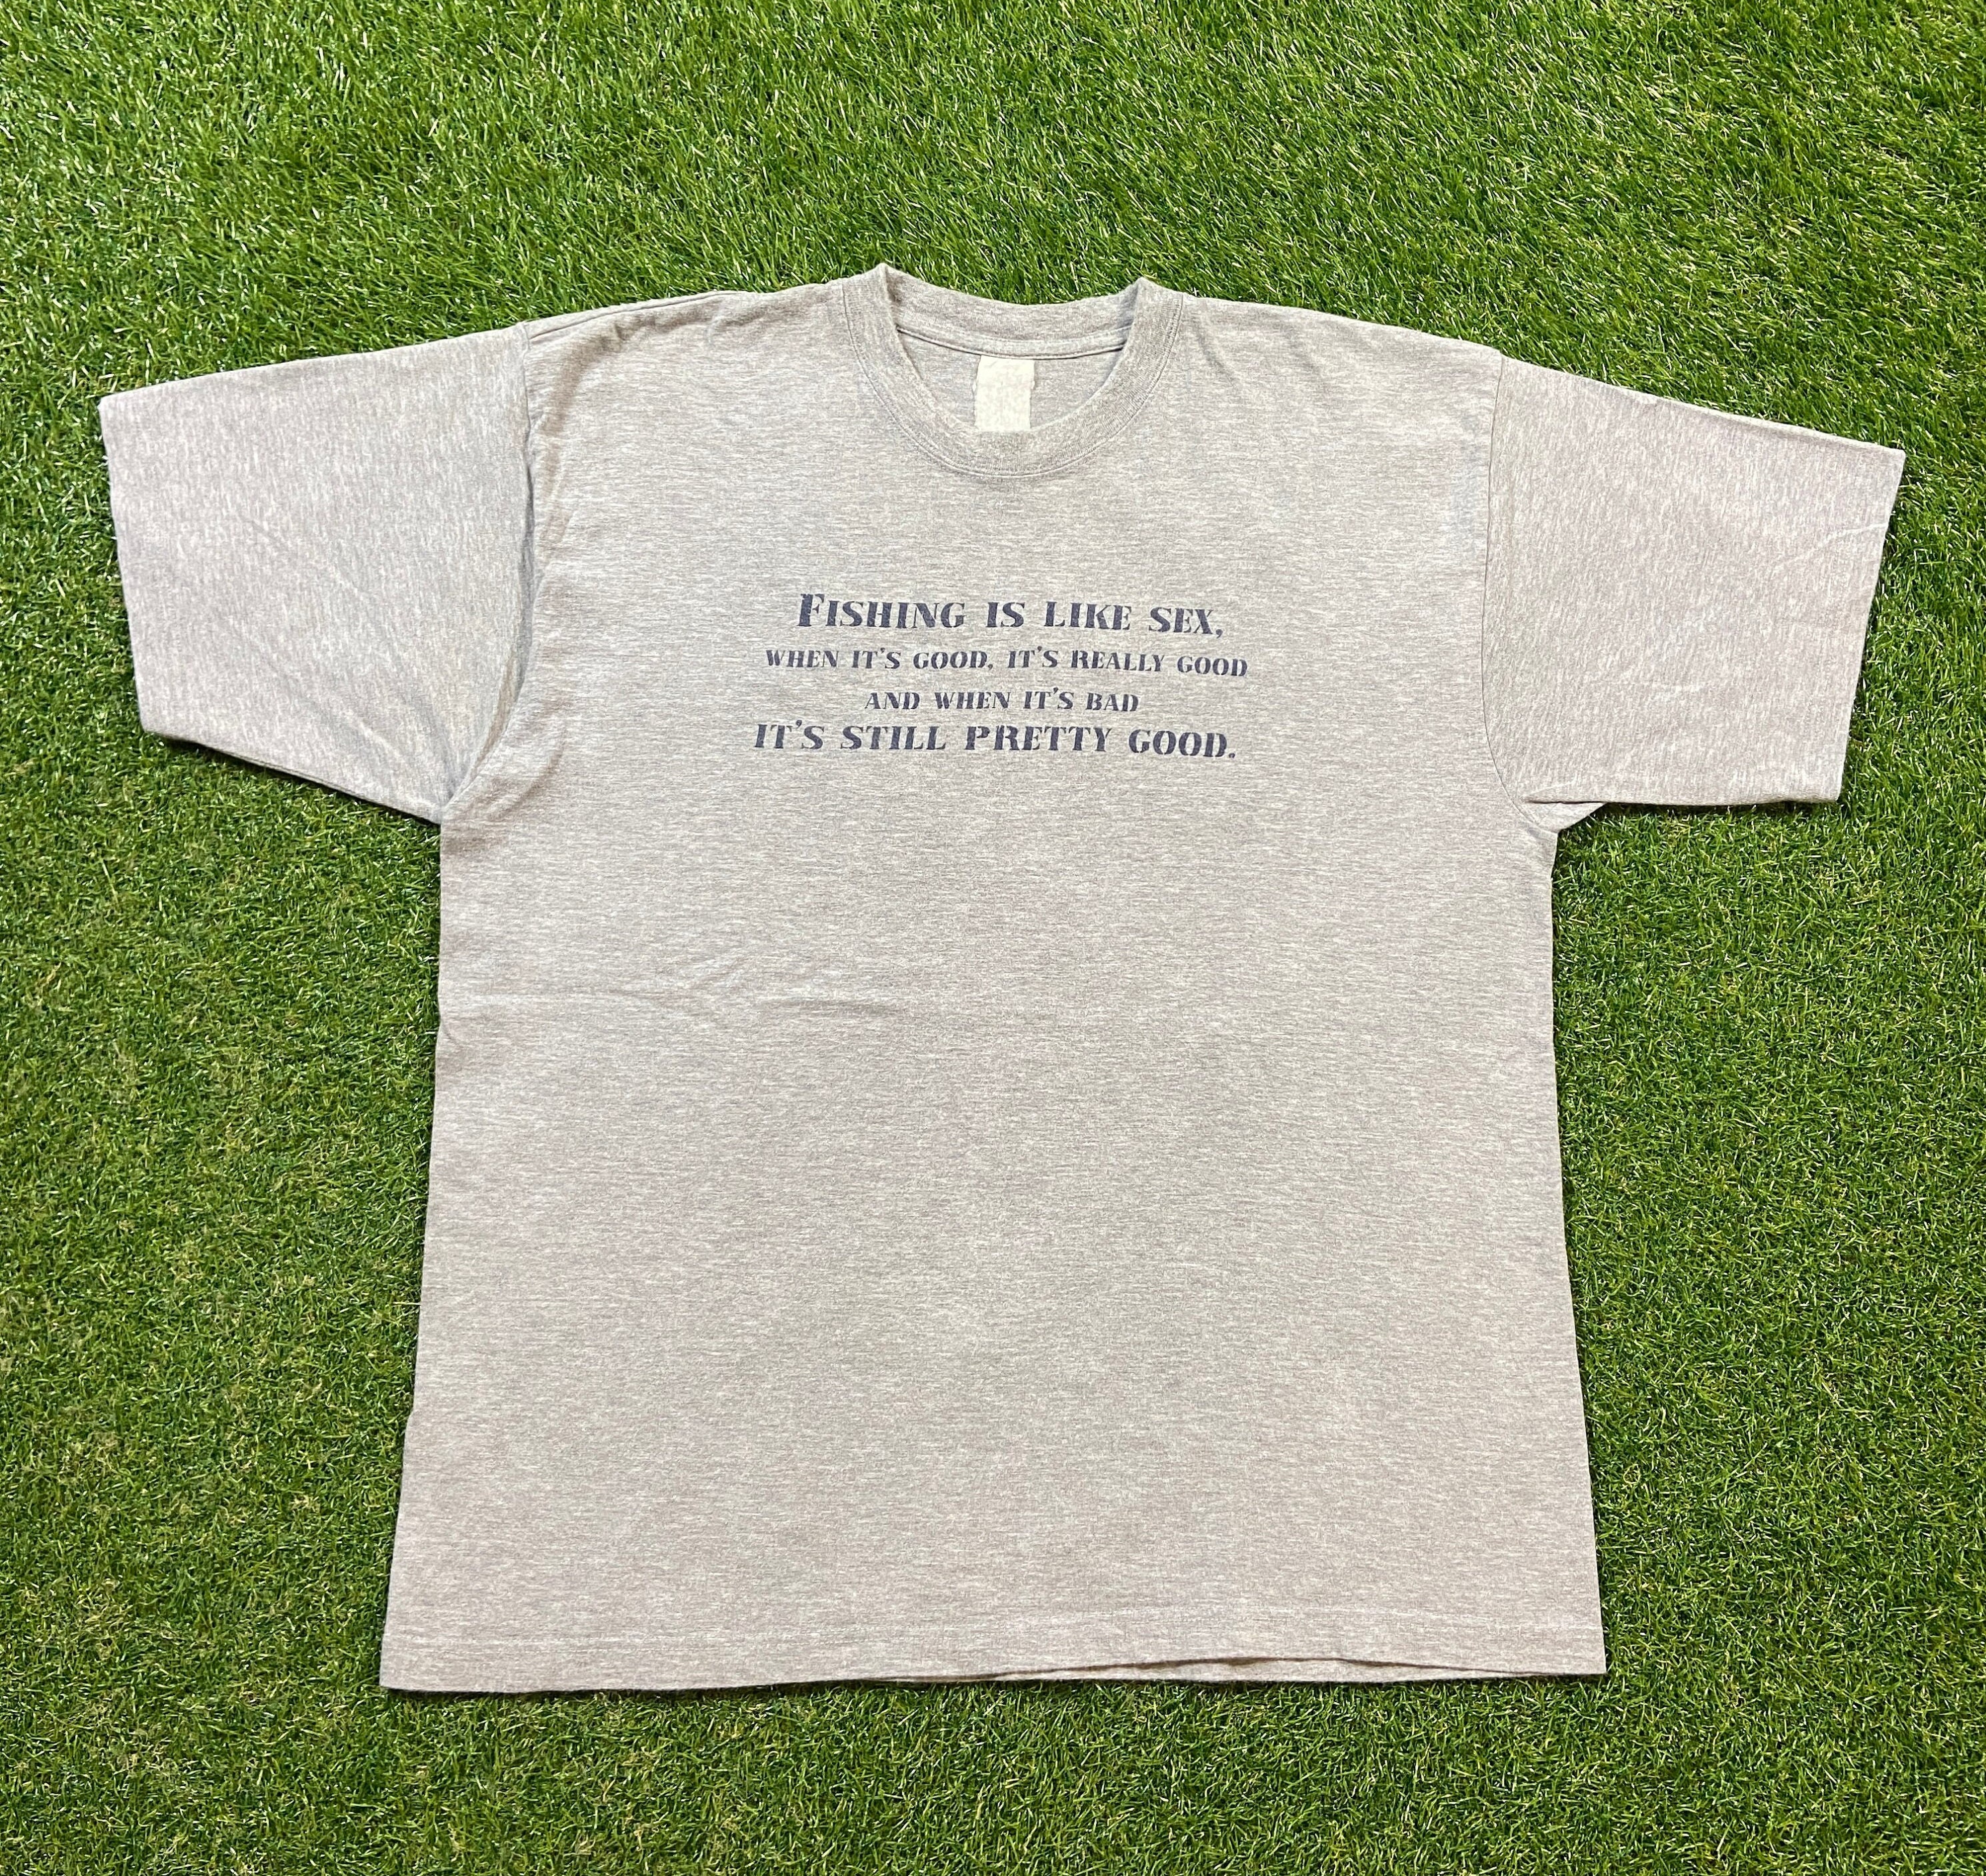 FISHING IS LIKE SEX,
WHEN IT'S GOOD, IT'S REALLY GOOD
AND WHEN IT'S BAD
IT'S STILL PRETTY GOOD.